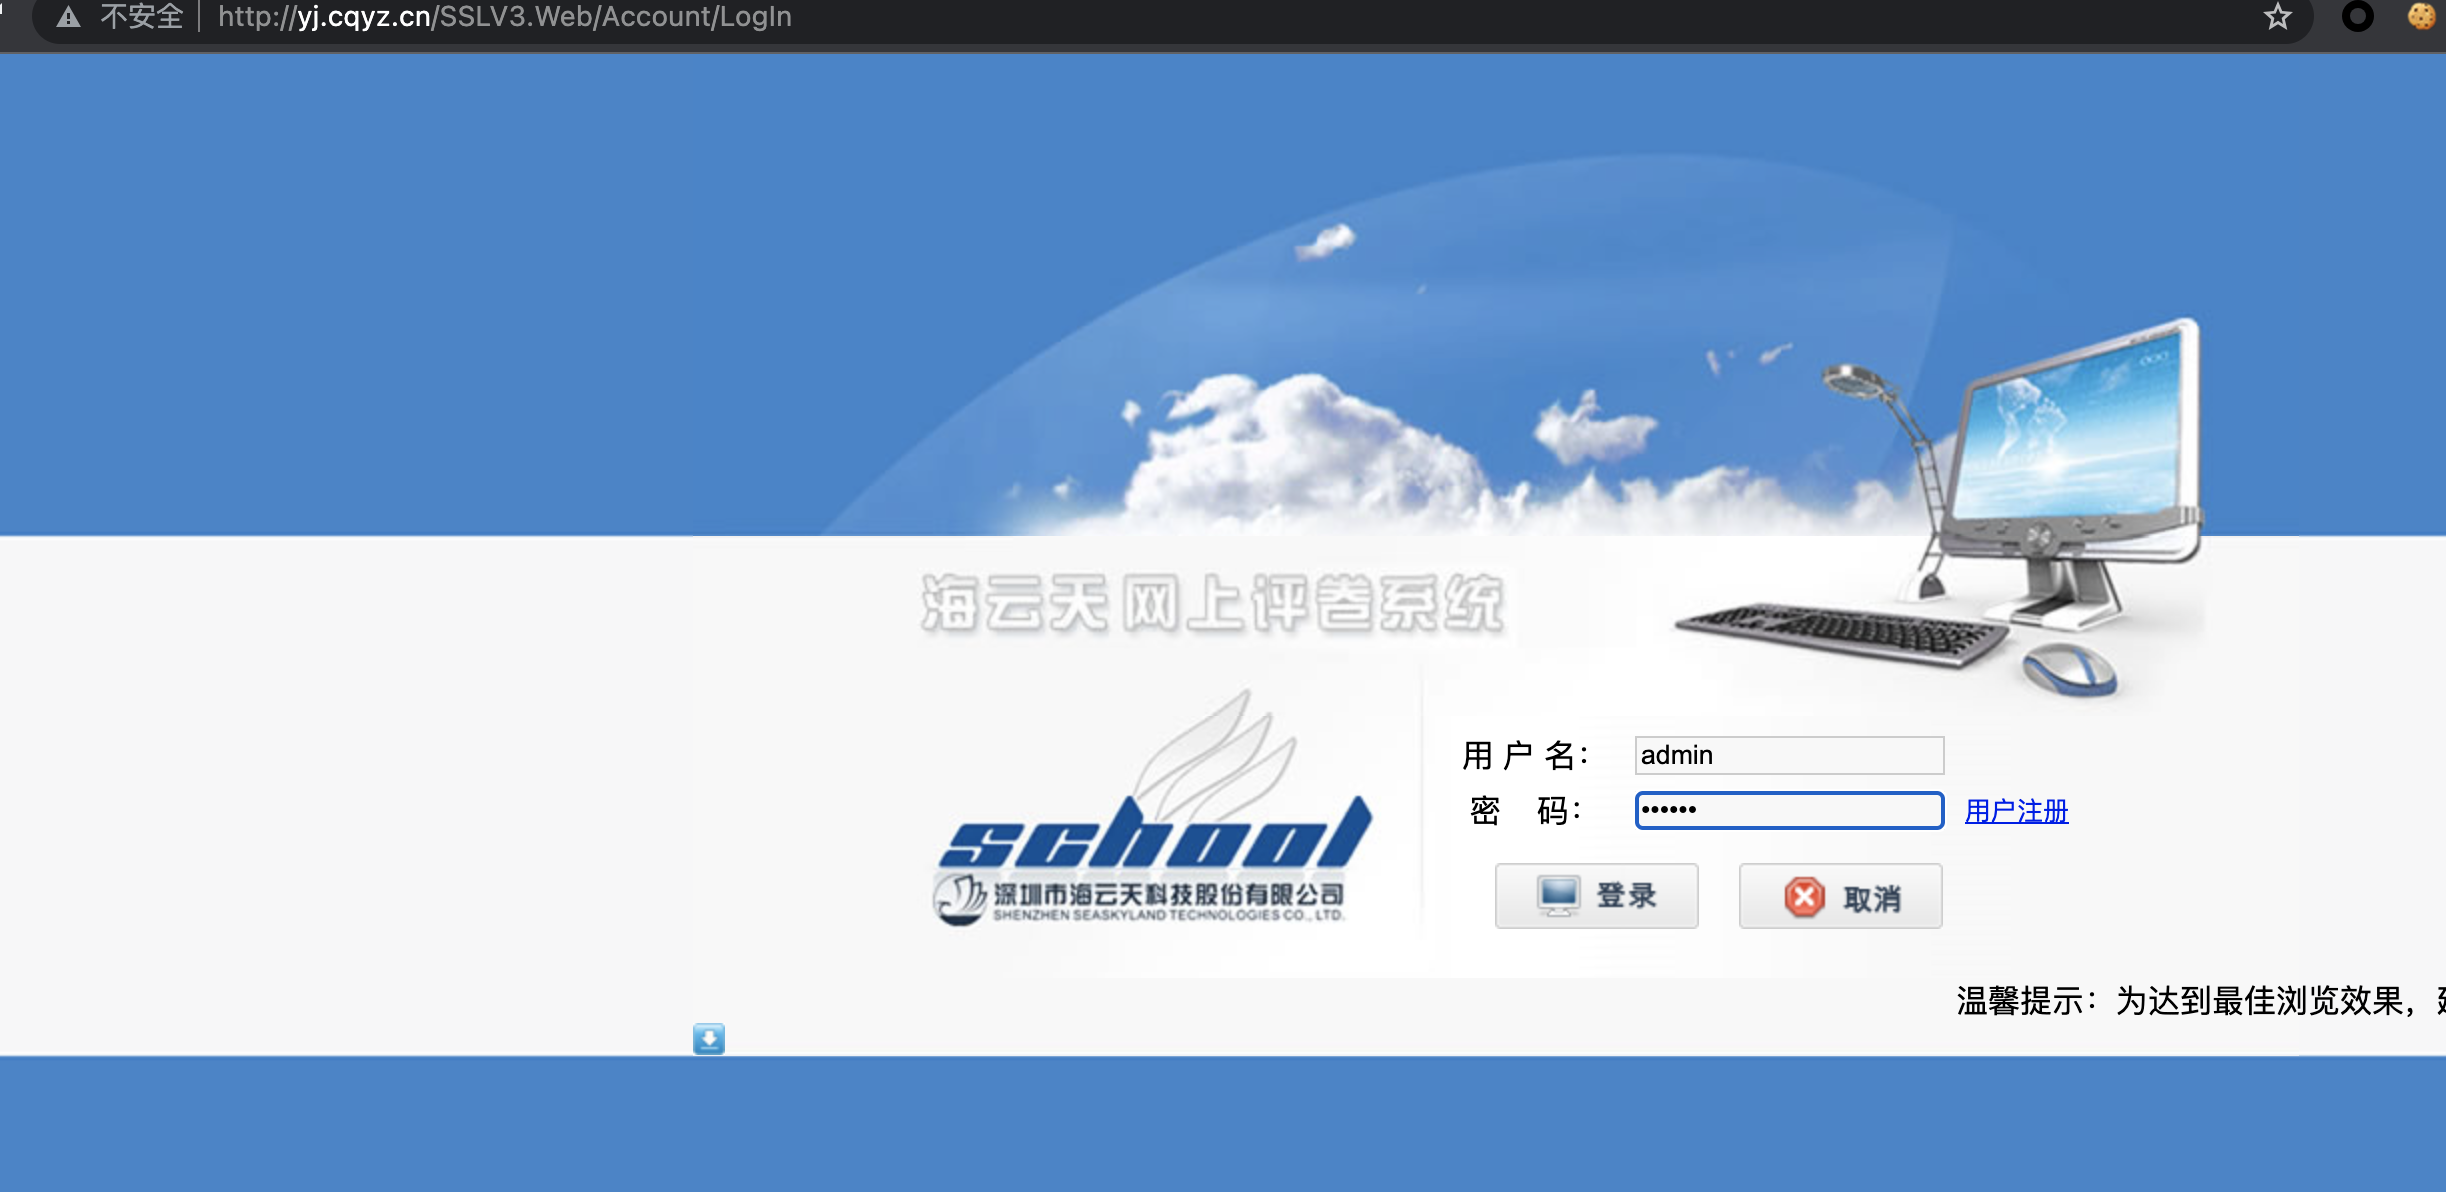 不安全 http://yj.cqyz.cn/SSLV3.Web/Account/LogIn
海云天网上评卷系统
school
深圳市海云天科技股份有限公司
SHENZHEN SEASKYLAND TECHNOLOGIES CO., LTD.
用 户 名： admin
密 码： •••••• 用户注册
登录 取消
温馨提示：为达到最佳浏览效果，